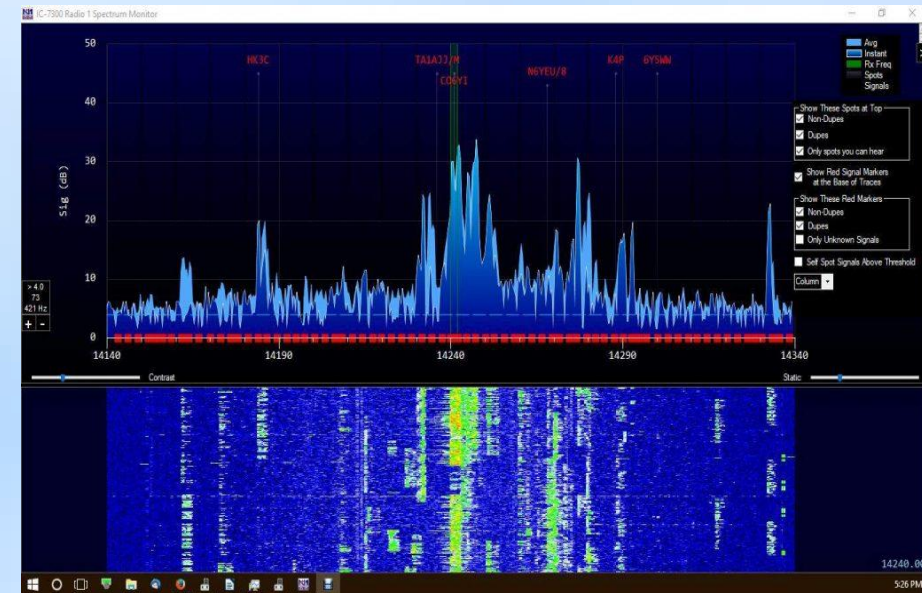 IC-7300 Radio 1 Spectrum Monitor
50
40
30
20
10
0
Sig (dB)
HK3C
TA1AJJ/M
CO6YI
N6YEU/8
K4P
6Y5WW
Avg
Instant
Rx Freq
Spots
Signals
Show These Spots at Top
Non-Dupes
Dupes
Only spots you can hear
Show Red Signal Markers
at the Base of Traces
Show These Red Markers
Non-Dupes
Dupes
Only Unknown Signals
Self Spot Signals Above Threshold
Column
> 4.0
73
421 Hz
+ -
14140
14190
14240
14290
14340
Contrast
Static
14240.00
5:26 PM